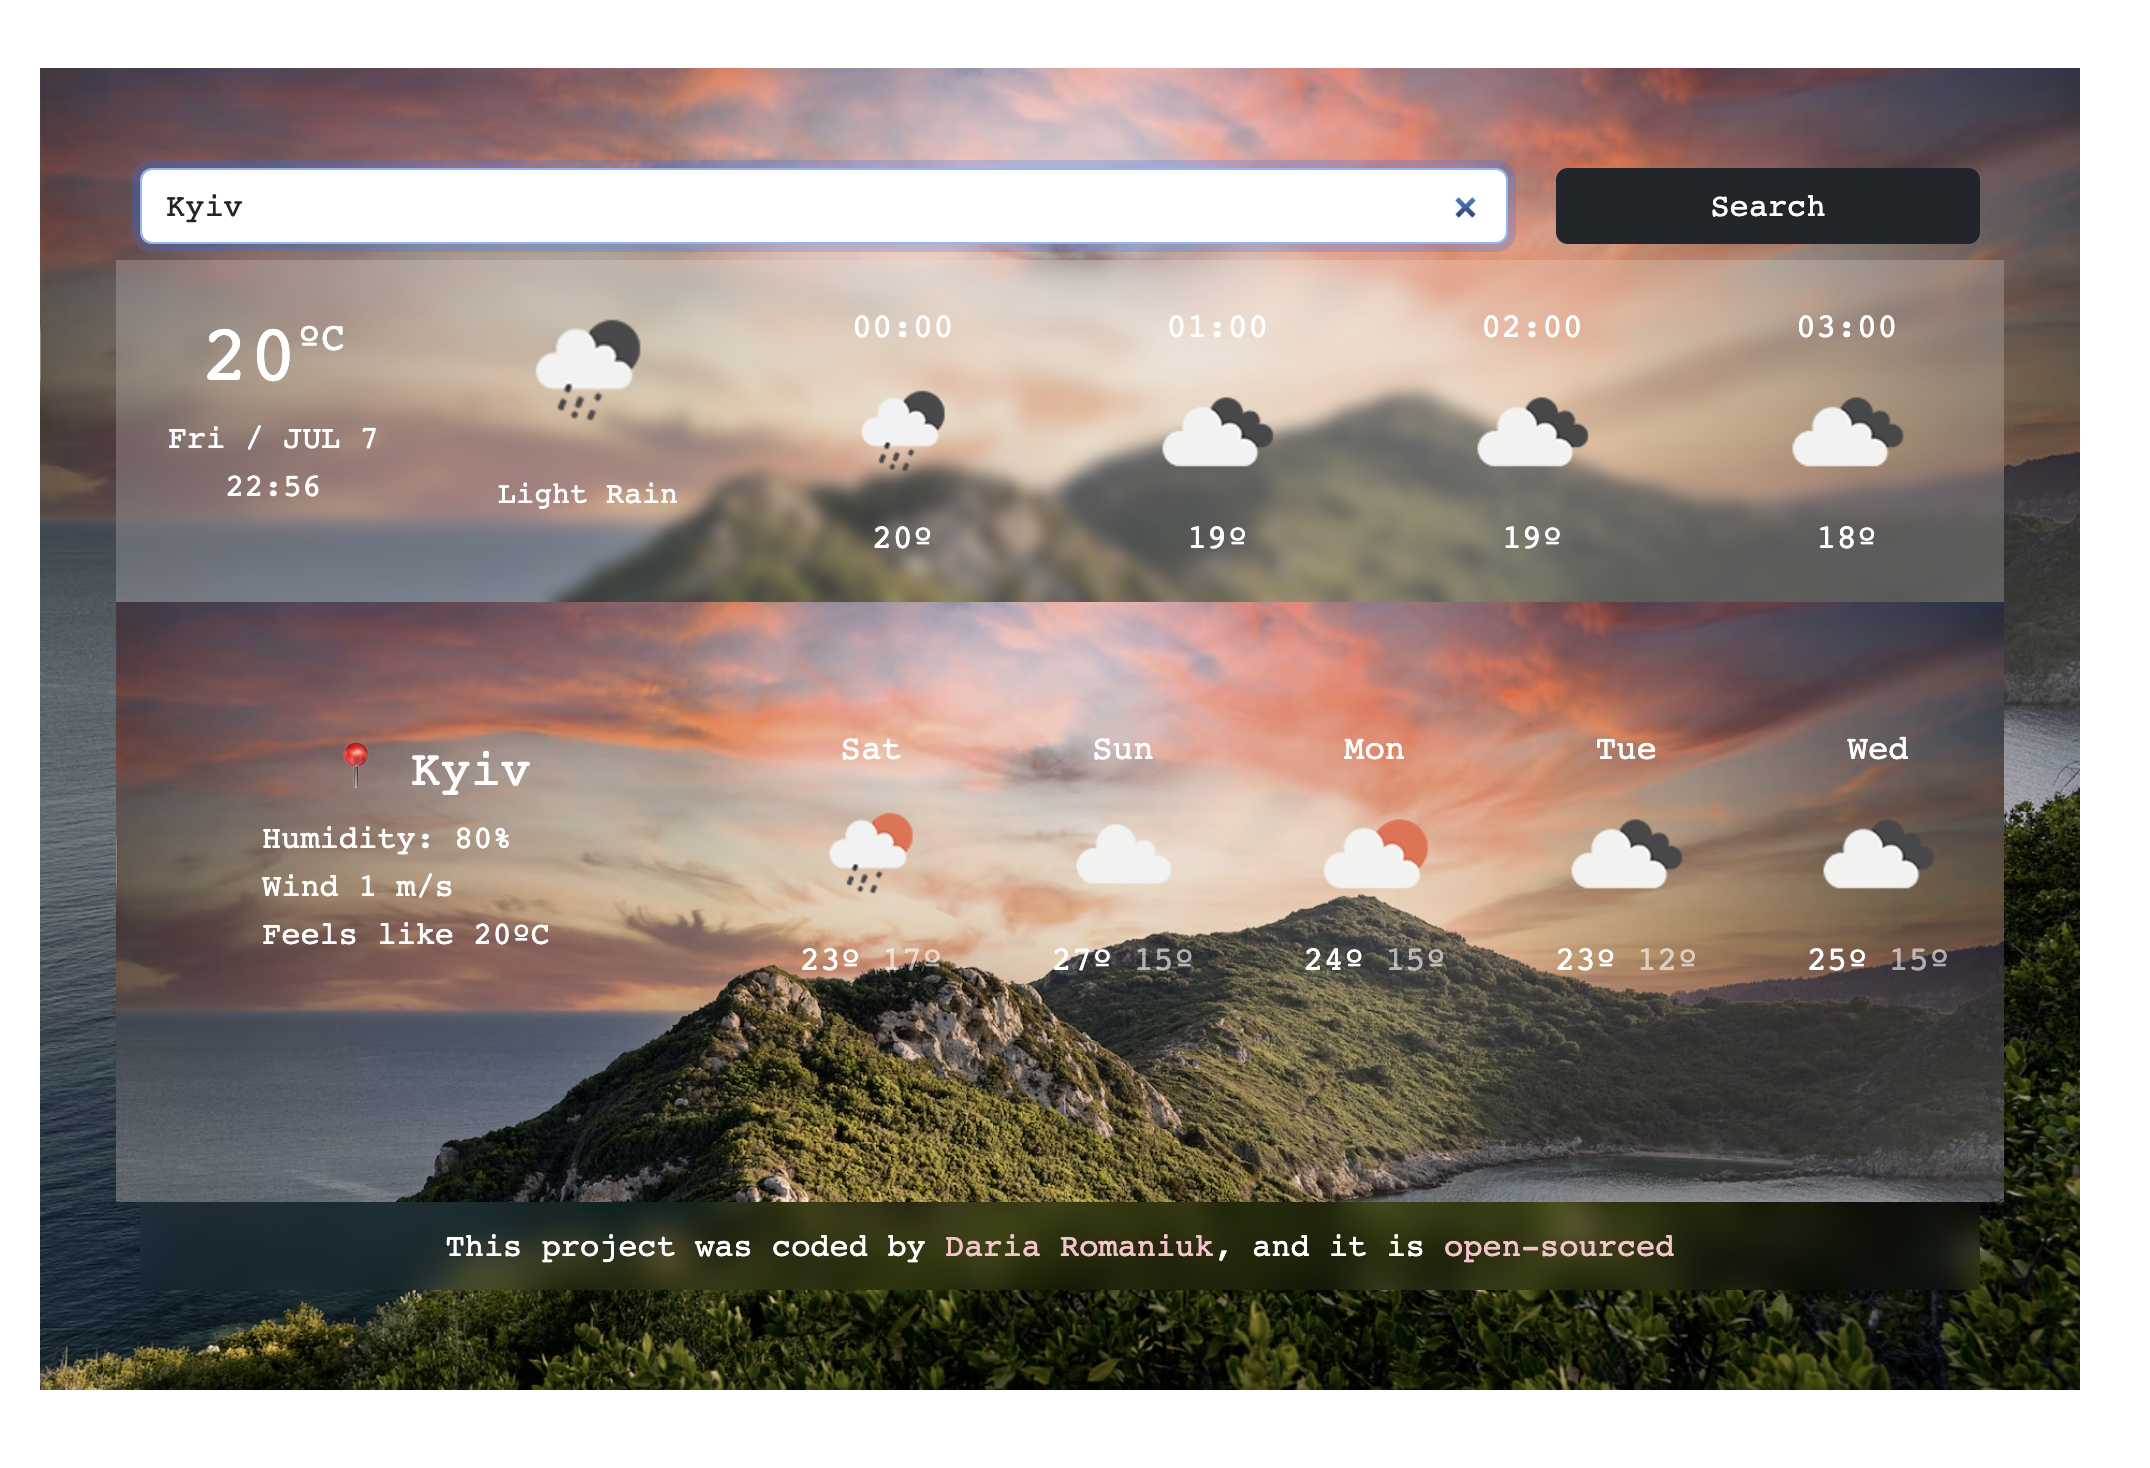 Kyiv
Search
20ºC
Fri / JUL 7
22:56
Light Rain
00:00 01:00 02:00 03:00
20º 19º 19º 18º
Kyiv
Humidity: 80%
Wind 1 m/s
Feels like 20ºC
Sat Sun Mon Tue Wed
23º 17º 27º 15º 24º 15º 23º 12º 25º 15º
This project was coded by Daria Romaniuk, and it is open-sourced